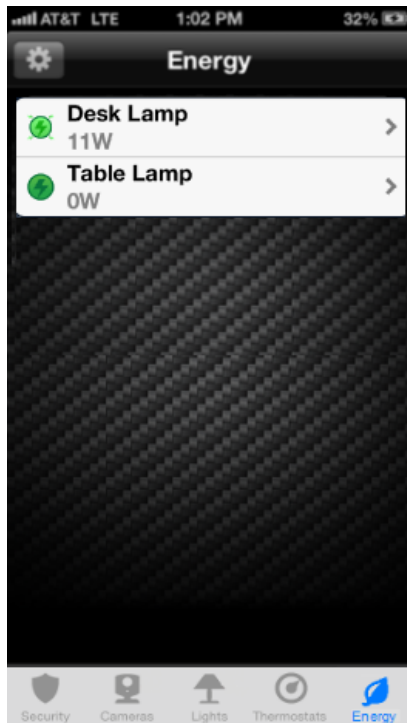 AT&T LTE 1:02 PM 32%
Energy
Desk Lamp
11W
Table Lamp
0W
Security Cameras Lights Thermostats Energy